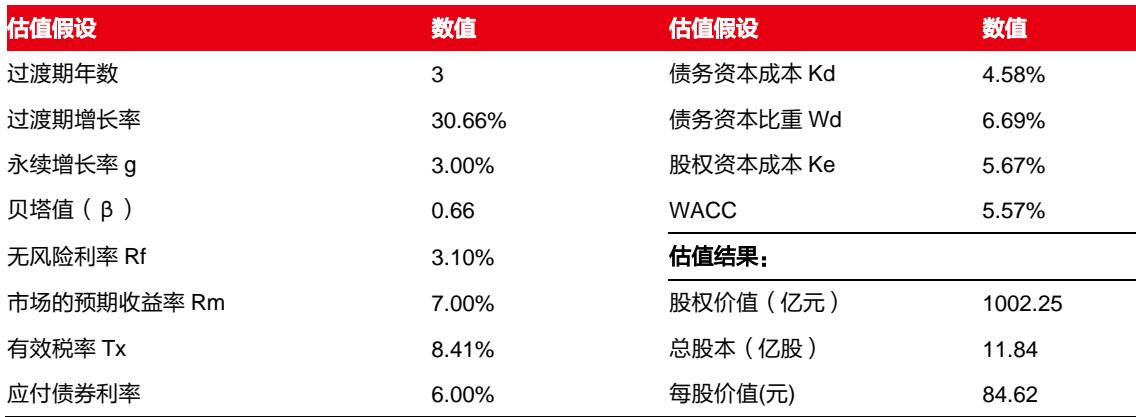 估值假设 数值 估值假设 数值
过渡期年数 3 债务资本成本 Kd 4.58%
过渡期增长率 30.66% 债务资本比重 Wd 6.69%
永续增长率 g 3.00% 股权资本成本 Ke 5.67%
贝塔值（β） 0.66 WACC 5.57%
无风险利率 Rf 3.10% 估值结果：
市场的预期收益率 Rm 7.00% 股权价值（亿元） 1002.25
有效税率 Tx 8.41% 总股本（亿股） 11.84
应付债券利率 6.00% 每股价值(元) 84.62